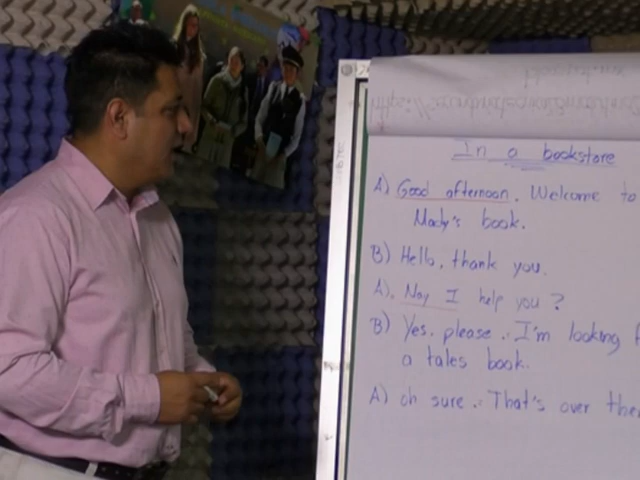 In a bookstore
A) Good afternoon. Welcome to
Mady's book.
B) Hello, thank you.
A). May I help you?
B) Yes. please.. I'm looking
a tales book.
A) oh sure.. That's over